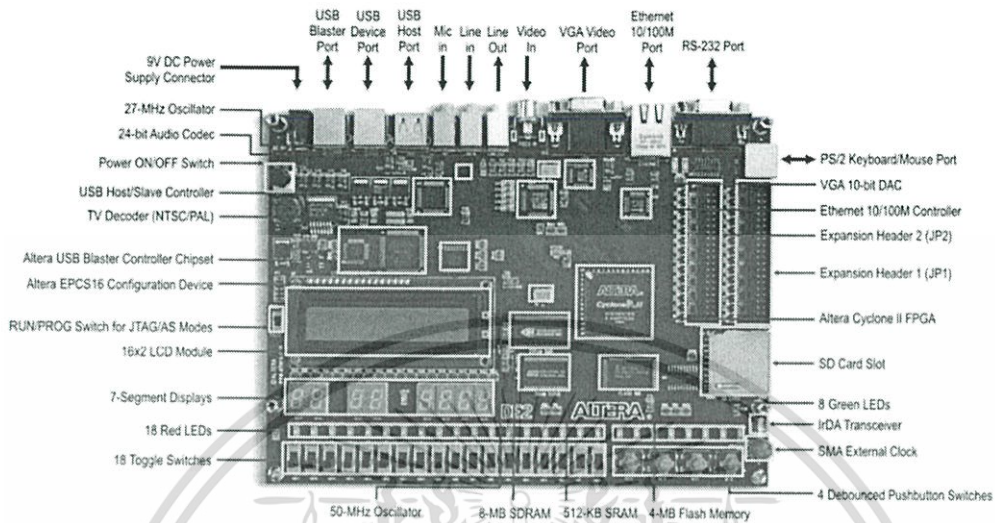 USB Blaster Port
USB Device Port
USB Host Port
Mic in
Line in
Line Out
Video In
VGA Video Port
Ethernet 10/100M Port
RS-232 Port
9V DC Power Supply Connector
27-MHz Oscillator
24-bit Audio Codec
Power ON/OFF Switch
USB Host/Slave Controller
TV Decoder (NTSC/PAL)
Altera USB Blaster Controller Chipset
Altera EPCS16 Configuration Device
RUN/PROG Switch for JTAG/AS Modes
16x2 LCD Module
7-Segment Displays
18 Red LEDs
18 Toggle Switches
PS/2 Keyboard/Mouse Port
VGA 10-bit DAC
Ethernet 10/100M Controller
Expansion Header 2 (JP2)
Expansion Header 1 (JP1)
Altera Cyclone II FPGA
SD Card Slot
8 Green LEDs
IrDA Transceiver
SMA External Clock
4 Debounced Pushbutton Switches
50-MHz Oscillator
8-MB SDRAM
512-KB SRAM
4-MB Flash Memory
ALTERA
Cyclone II
DE2
ALTERA